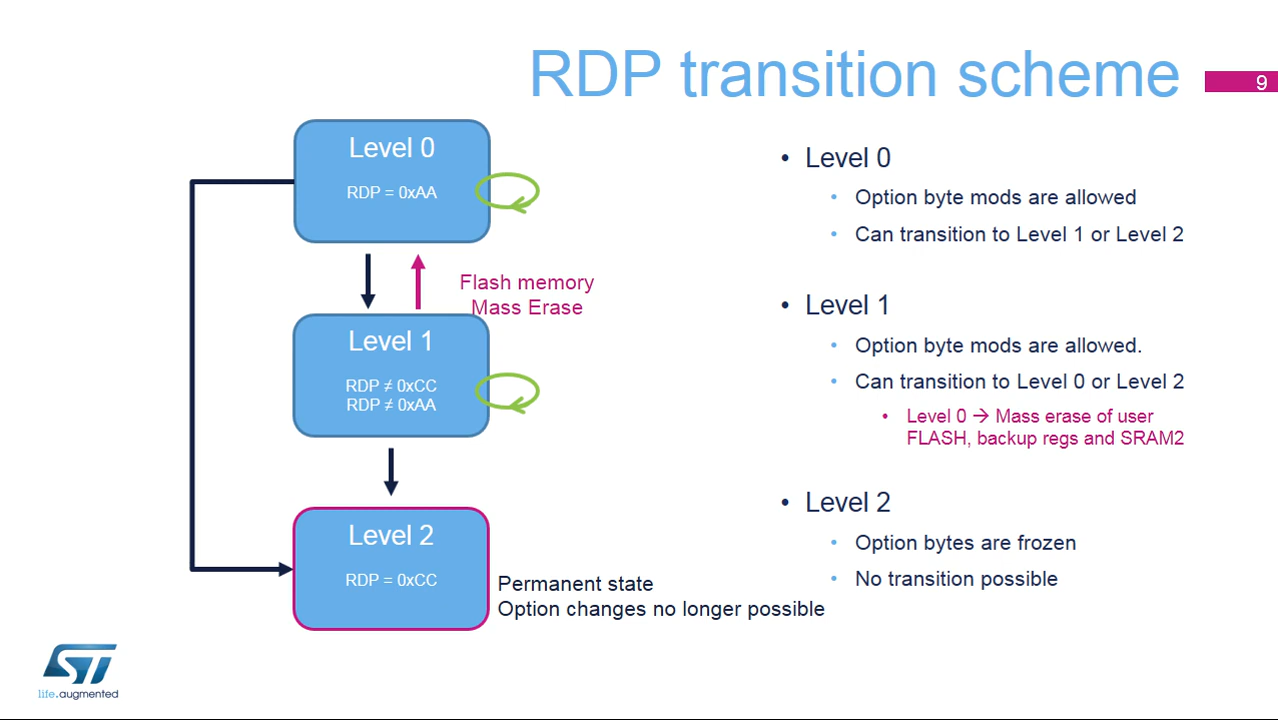 RDP transition scheme
9
Level 0
RDP = 0xAA
Flash memory
Mass Erase
Level 1
RDP ≠ 0xCC
RDP ≠ 0xAA
Level 2
RDP = 0xCC
Permanent state
Option changes no longer possible
• Level 0
• Option byte mods are allowed
• Can transition to Level 1 or Level 2
• Level 1
• Option byte mods are allowed.
• Can transition to Level 0 or Level 2
• Level 0 → Mass erase of user
FLASH, backup regs and SRAM2
• Level 2
• Option bytes are frozen
• No transition possible
ST
life.augmented